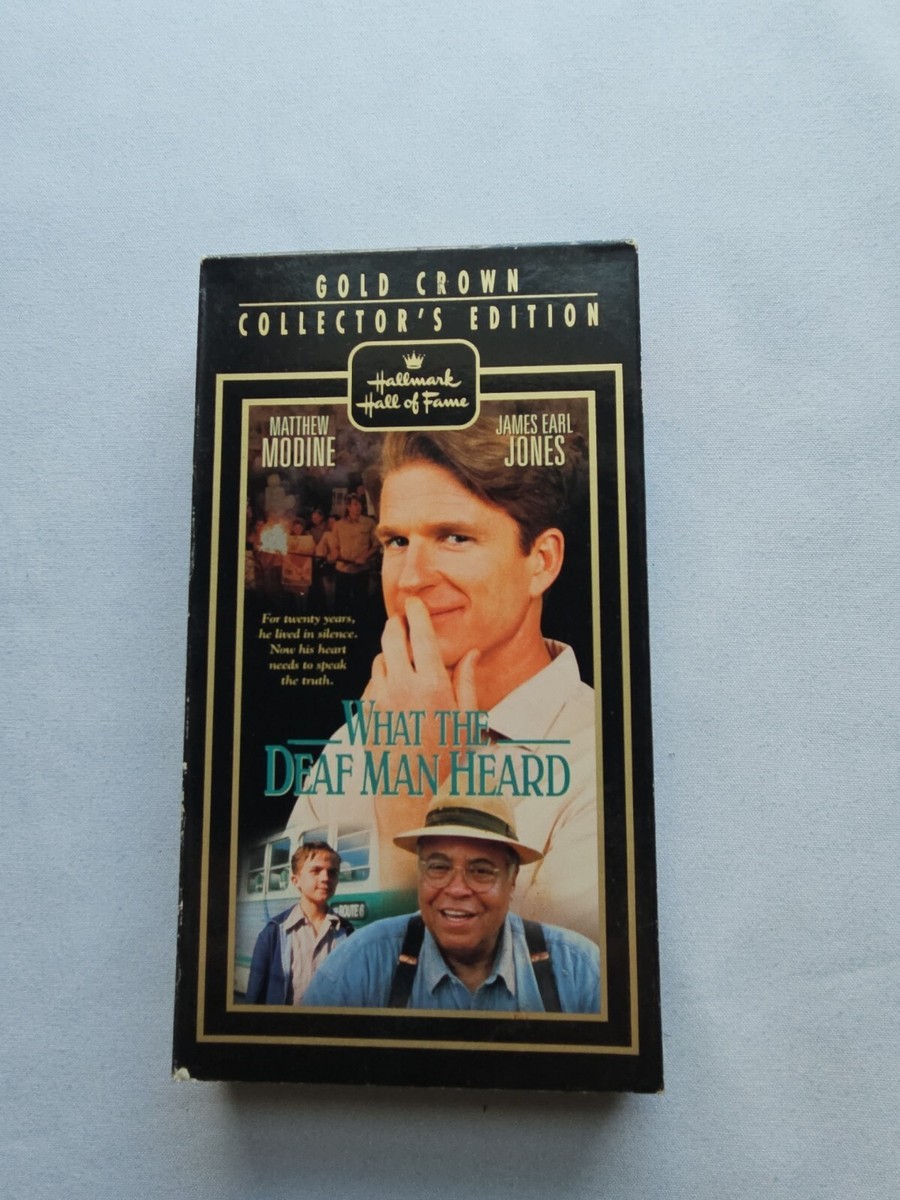 GOLD CROWN
COLLECTOR'S EDITION
Hallmark
Hall of Fame
MATTHEW
MODINE
JAMES EARL
JONES
For twenty years,
he lived in silence.
Now his heart
needs to speak
the truth.
WHAT THE
DEAF MAN HEARD
ROUTE